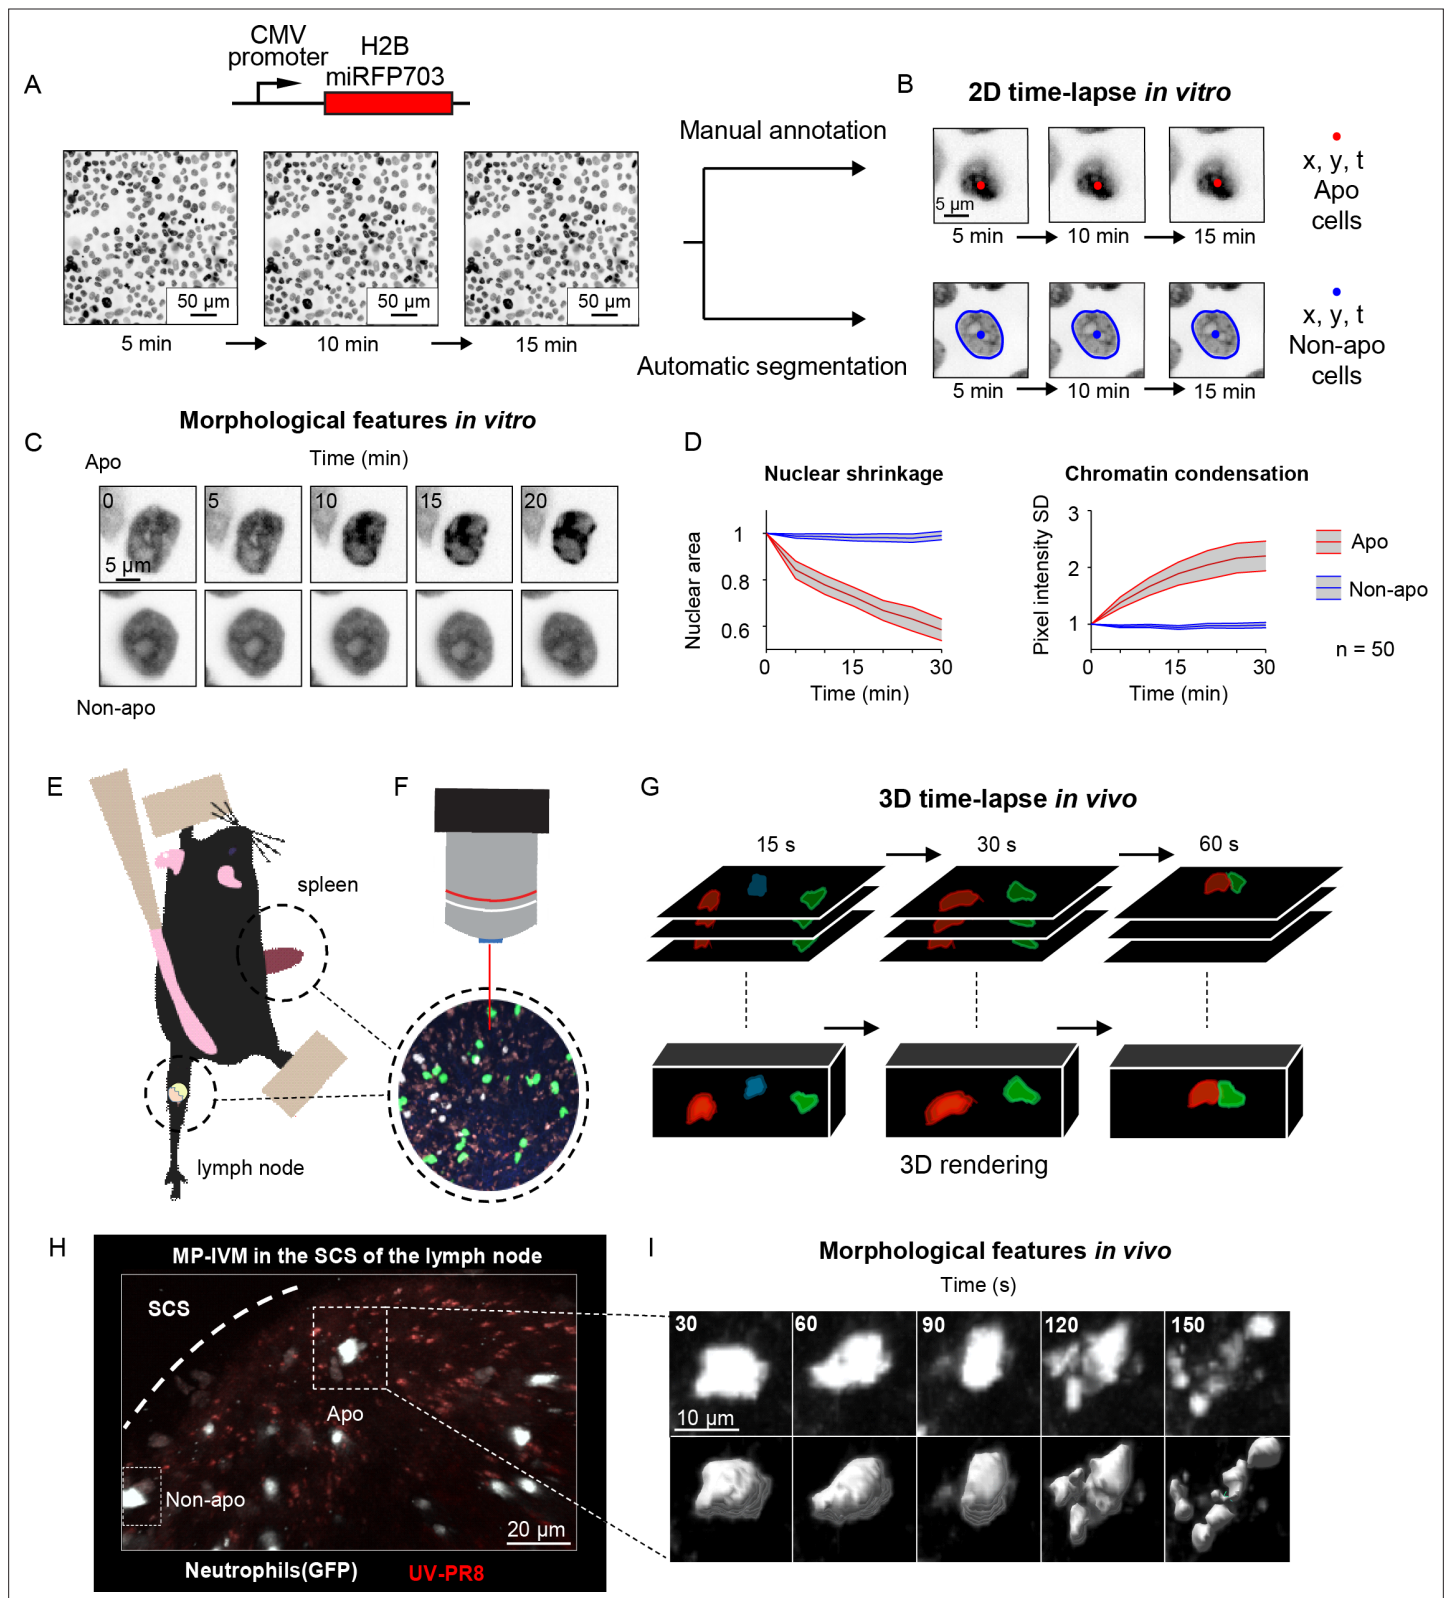 A
CMV
promoter
H2B
miRFP703
50 µm
50 µm
50 µm
5 min
10 min
15 min
Manual annotation
Automatic segmentation
B
2D time-lapse in vitro
5 µm
5 min
10 min
15 min
x, y, t
Apo
cells
5 min
10 min
15 min
x, y, t
Non-apo
cells
Morphological features in vitro
C
Apo
Time (min)
0
5
10
15
20
5 µm
Non-apo
D
Nuclear shrinkage
Nuclear area
1
0.8
0.6
0
15
30
Time (min)
Chromatin condensation
Pixel intensity SD
3
2
1
0
15
30
Time (min)
Apo
Non-apo
n = 50
E
spleen
lymph node
F
G
3D time-lapse in vivo
15 s
30 s
60 s
3D rendering
H
MP-IVM in the SCS of the lymph node
SCS
Apo
Non-apo
20 µm
Neutrophils(GFP)
UV-PR8
I
Morphological features in vivo
Time (s)
30
60
90
120
150
10 µm